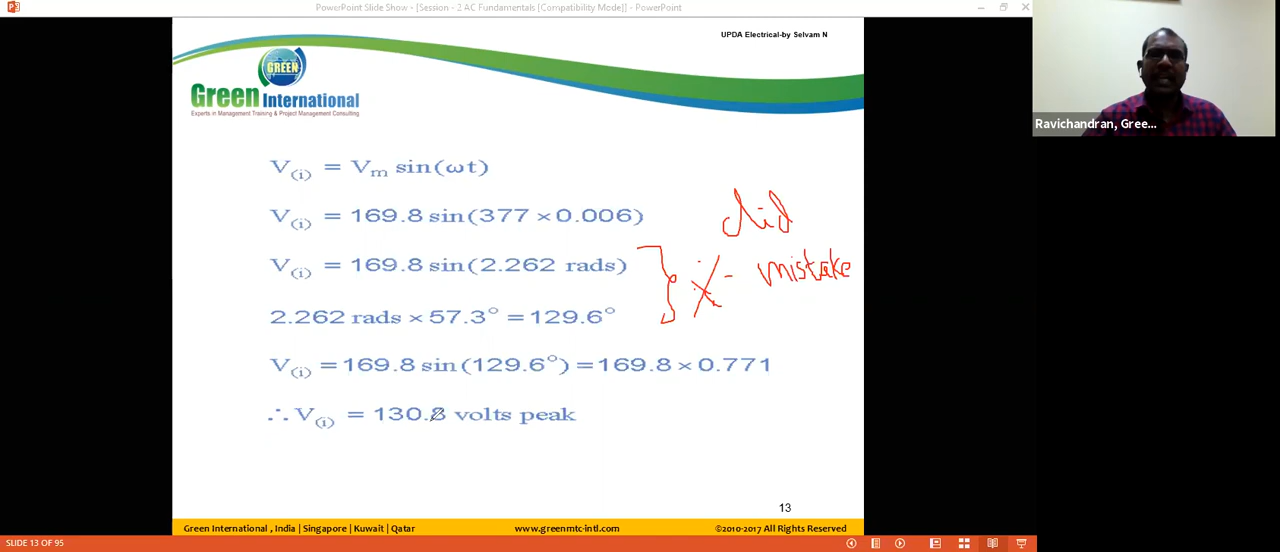 PowerPoint Slide Show - [Session - 2 AC Fundamentals [Compatibility Mode]] - PowerPoint
UPDA Electrical-by Selvam N
GREEN
Green International
Experts in Management Training & Project Management Consulting
Ravichandran, Gree...
V(i) = Vm sin(ωt)
V(i) = 169.8 sin(377 × 0.006)
did
V(i) = 169.8 sin(2.262 rads)
x - mistake
2.262 rads × 57.3° = 129.6°
V(i) = 169.8 sin(129.6°) = 169.8 × 0.771
∴ V(i) = 130.8 volts peak
13
Green International , India | Singapore | Kuwait | Qatar
www.greenmtc-intl.com
©2010-2017 All Rights Reserved
SLIDE 13 OF 95